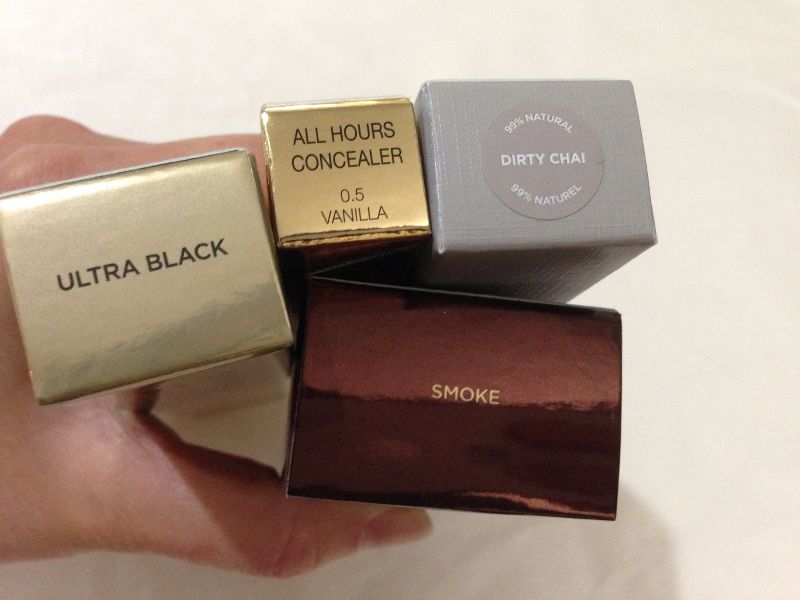 ULTRA BLACK
ALL HOURS
CONCEALER
0.5
VANILLA
99% NATURAL
DIRTY CHAI
99% NATUREL
SMOKE